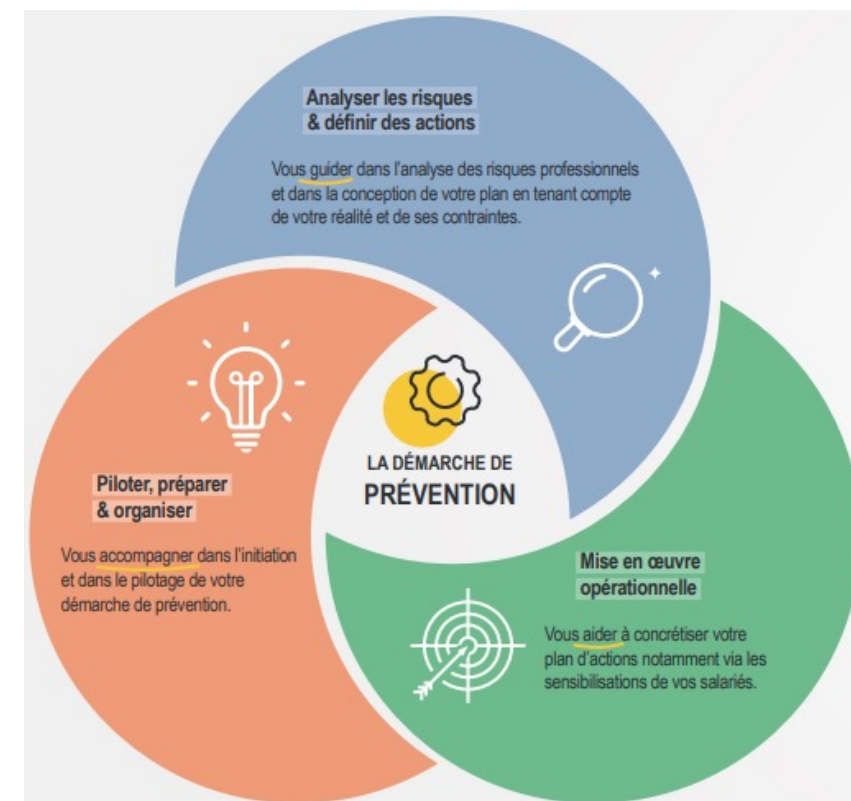 Analyser les risques
& définir des actions
Vous guider dans l'analyse des risques professionnels
et dans la conception de votre plan en tenant compte
de votre réalité et de ses contraintes.
LA DÉMARCHE DE
PRÉVENTION
Piloter, préparer
& organiser
Vous accompagner dans l'initiation
et dans le pilotage de votre
démarche de prévention.
Mise en œuvre
opérationnelle
Vous aider à concrétiser votre
plan d'actions notamment via les
sensibilisations de vos salariés.